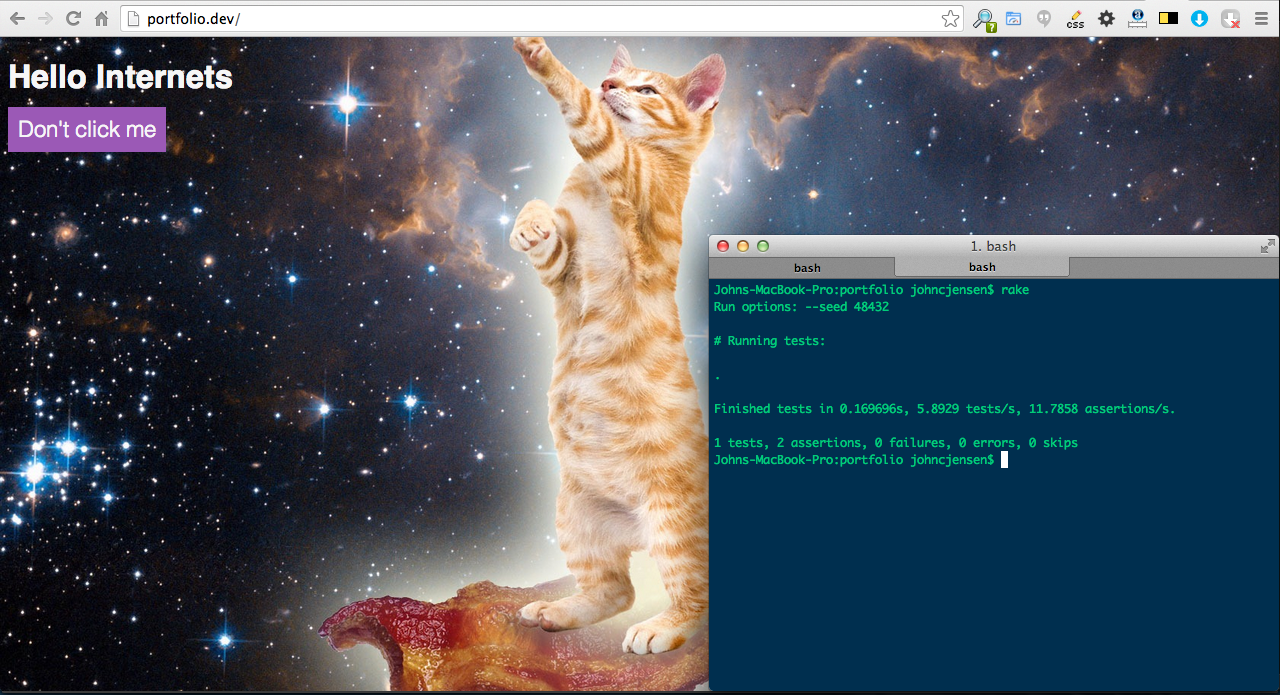 portfolio.dev/
?
css
a
Hello Internets
Don't click me
1. bash
bash
bash
Johns-MacBook-Pro:portfolio johncjensen$ rake
Run options: --seed 48432
# Running tests:
.
Finished tests in 0.169696s, 5.8929 tests/s, 11.7858 assertions/s.
1 tests, 2 assertions, 0 failures, 0 errors, 0 skips
Johns-MacBook-Pro:portfolio johncjensen$